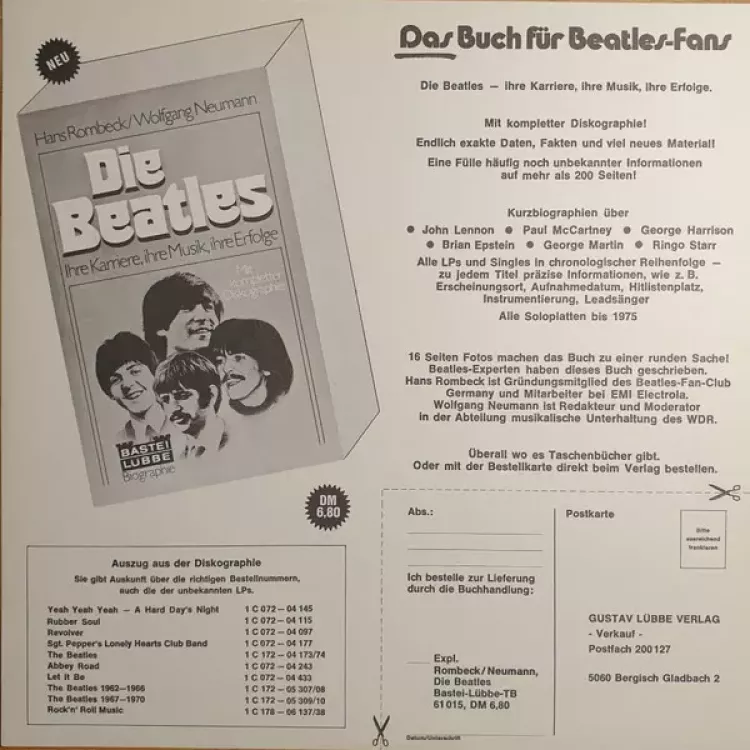 NEU
Hans Rombeck/Wolfgang Neumann
Die
Beatles
Ihre Karriere, ihre Musik, ihre Erfolge
Mit
kompletter
Diskographie
BASTEI
LÜBBE
Biographie
DM
6,80
Das Buch für Beatles-Fans
Die Beatles – ihre Karriere, ihre Musik, ihre Erfolge.
Mit kompletter Diskographie!
Endlich exakte Daten, Fakten und viel neues Material!
Eine Fülle häufig noch unbekannter Informationen
auf mehr als 200 Seiten!
Kurzbiographien über
● John Lennon ● Paul McCartney ● George Harrison
● Brian Epstein ● George Martin ● Ringo Starr
Alle LPs und Singles in chronologischer Reihenfolge –
zu jedem Titel präzise Informationen, wie z. B.
Erscheinungsort, Aufnahmedatum, Hitlistenplatz,
Instrumentierung, Leadsänger
Alle Soloplatten bis 1975
16 Seiten Fotos machen das Buch zu einer runden Sache!
Beatles-Experten haben dieses Buch geschrieben.
Hans Rombeck ist Gründungsmitglied des Beatles-Fan-Club
Germany und Mitarbeiter bei EMI Electrola.
Wolfgang Neumann ist Redakteur und Moderator
in der Abteilung musikalische Unterhaltung des WDR.
Überall wo es Taschenbücher gibt.
Oder mit der Bestellkarte direkt beim Verlag bestellen.
Auszug aus der Diskographie
Sie gibt Auskunft über die richtigen Bestellnummern,
auch die der unbekannten LPs.
Yeah Yeah Yeah – A Hard Day's Night 1 C 072 – 04 145
Rubber Soul 1 C 072 – 04 115
Revolver 1 C 072 – 04 097
Sgt. Pepper's Lonely Hearts Club Band 1 C 072 – 04 177
The Beatles 1 C 172 – 04 173/74
Abbey Road 1 C 072 – 04 243
Let it Be 1 C 072 – 04 433
The Beatles 1962–1966 1 C 172 – 05 307/08
The Beatles 1967–1970 1 C 172 – 05 309/10
Rock'n' Roll Music 1 C 178 – 06 137/38
Abs.:
Ich bestelle zur Lieferung
durch die Buchhandlung:
Expl.
Rombeck/Neumann,
Die Beatles
Bastei-Lübbe-TB
61 015, DM 6,80
Datum/Unterschrift
Postkarte
Bitte
ausreichend
frankieren
GUSTAV LÜBBE VERLAG
- Verkauf -
Postfach 200127
5060 Bergisch Gladbach 2